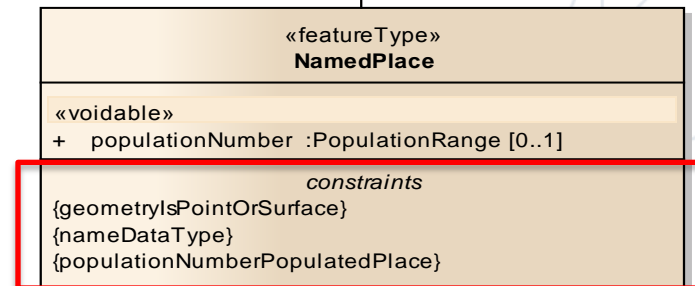 «featureType»
NamedPlace
«voidable»
+ populationNumber :PopulationRange [0..1]
constraints
{geometryIsPointOrSurface}
{nameDataType}
{populationNumberPopulatedPlace}